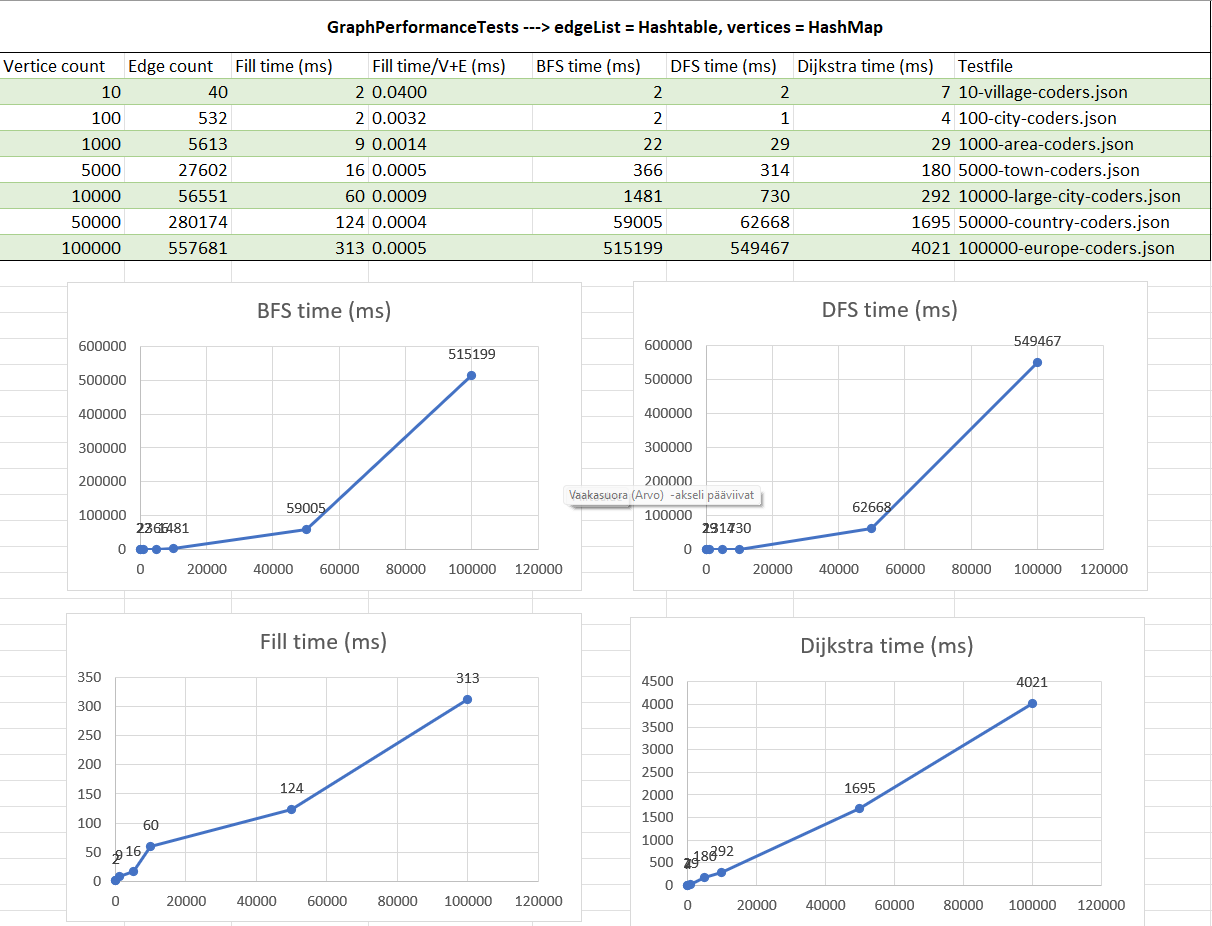 GraphPerformanceTests ---> edgeList = Hashtable, vertices = HashMap
Vertice count Edge count Fill time (ms) Fill time/V+E (ms) BFS time (ms) DFS time (ms) Dijkstra time (ms) Testfile
10 40 2 0.0400 2 2 7 10-village-coders.json
100 532 2 0.0032 2 1 4 100-city-coders.json
1000 5613 9 0.0014 22 29 29 1000-area-coders.json
5000 27602 16 0.0005 366 314 180 5000-town-coders.json
10000 56551 60 0.0009 1481 730 292 10000-large-city-coders.json
50000 280174 124 0.0004 59005 62668 1695 50000-country-coders.json
100000 557681 313 0.0005 515199 549467 4021 100000-europe-coders.json
BFS time (ms)
600000
500000
400000
300000
200000
100000
0
515199
59005
1481
0 20000 40000 60000 80000 100000 120000
DFS time (ms)
600000
500000
400000
300000
200000
100000
0
549467
62668
730
0 20000 40000 60000 80000 100000 120000
Vaakasuora (Arvo) -akseli pääviivat
Fill time (ms)
350
300
250
200
150
100
50
0
313
124
60
16
9
2
0 20000 40000 60000 80000 100000 120000
Dijkstra time (ms)
4500
4000
3500
3000
2500
2000
1500
1000
500
0
4021
1695
292
180
29
0 20000 40000 60000 80000 100000 120000